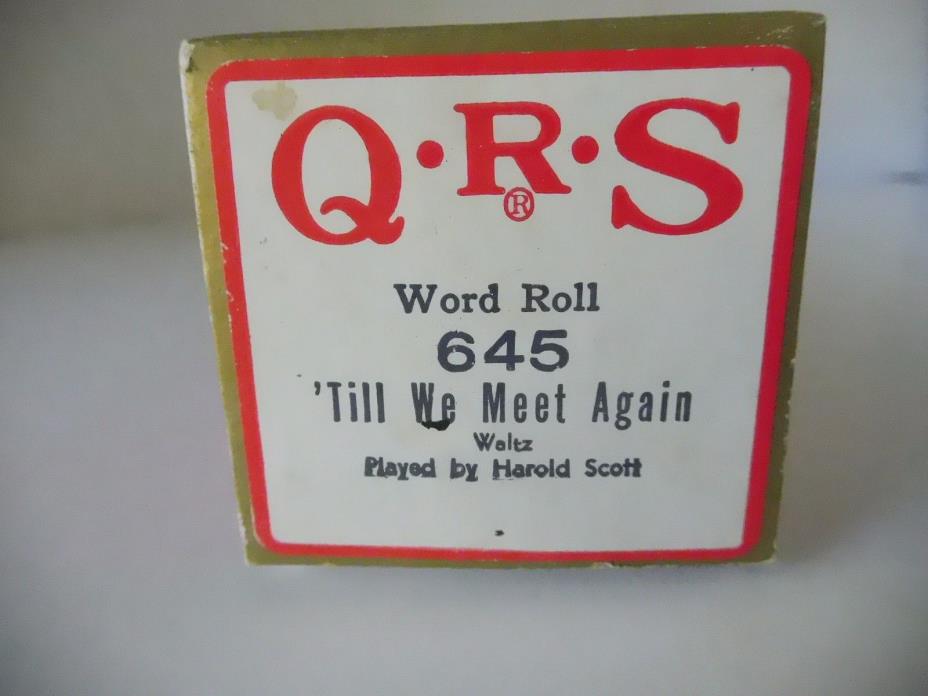 Q·R·S
®
Word Roll
645
'Till We Meet Again
Waltz
Played by Harold Scott